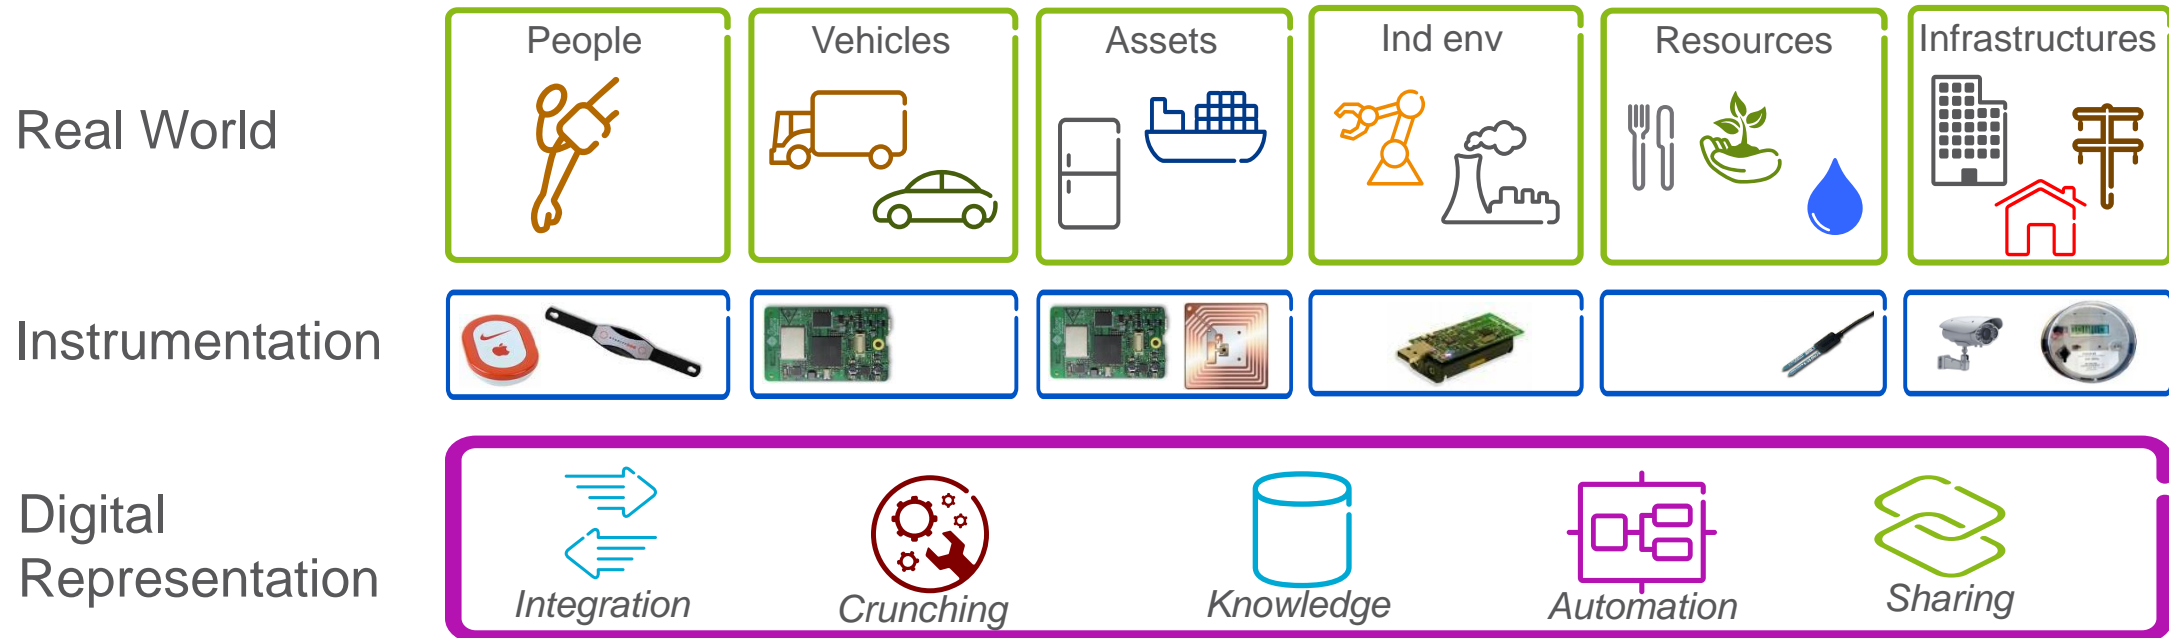 People
Vehicles
Assets
Ind env
Resources
Infrastructures
Real World
Instrumentation
Digital
Representation
Integration
Crunching
Knowledge
Automation
Sharing